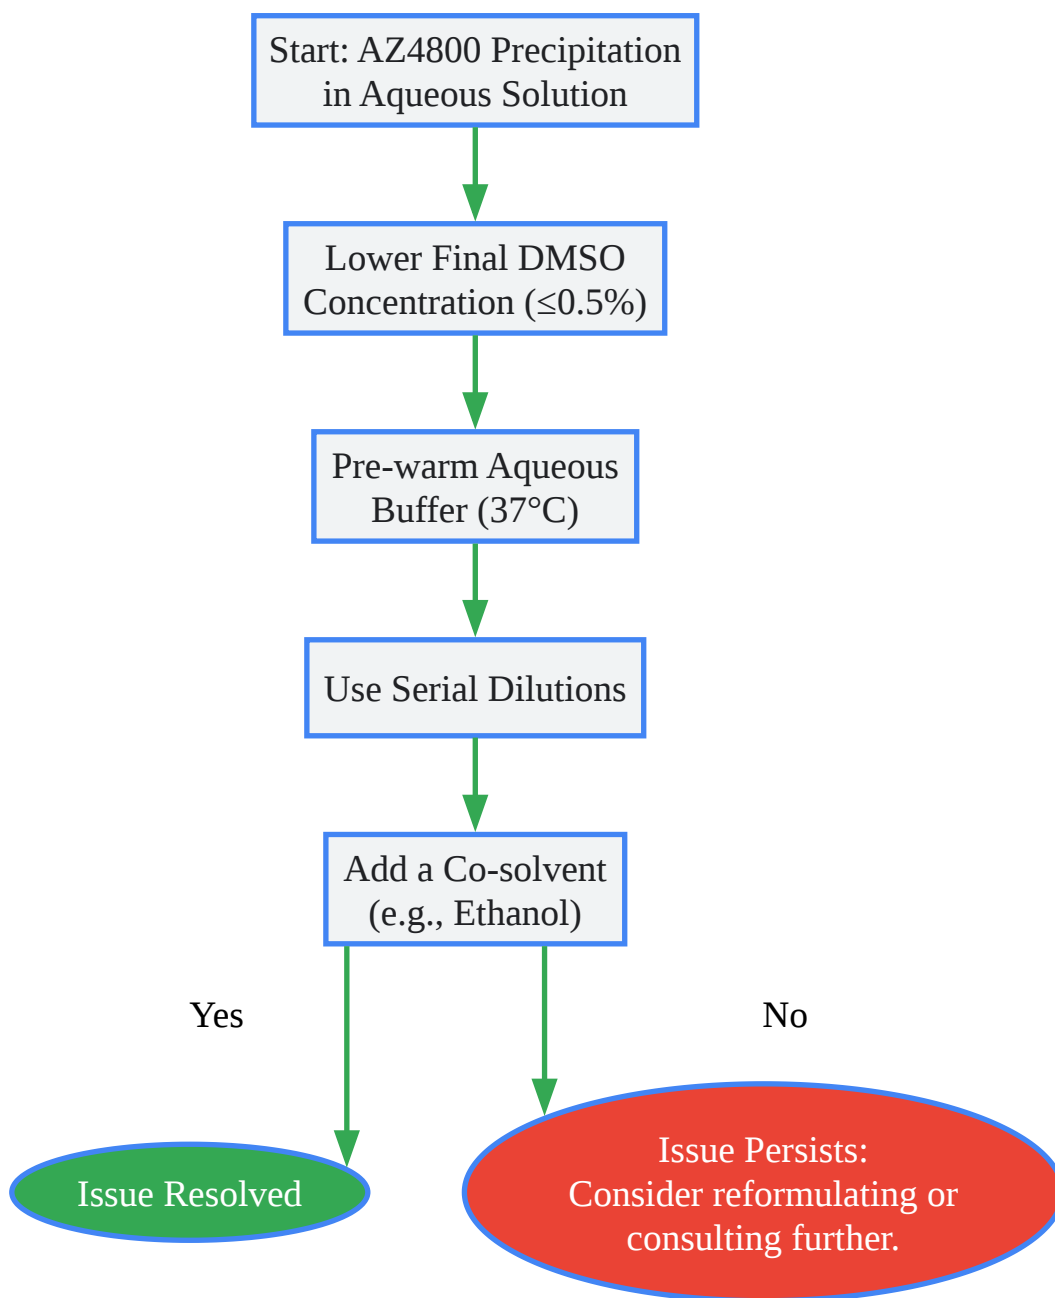 Start: AZ4800 Precipitation
in Aqueous Solution
Lower Final DMSO
Concentration (≤0.5%)
Pre-warm Aqueous
Buffer (37°C)
Use Serial Dilutions
Add a Co-solvent
(e.g., Ethanol)
Yes
No
Issue Resolved
Issue Persists:
Consider reformulating or
consulting further.